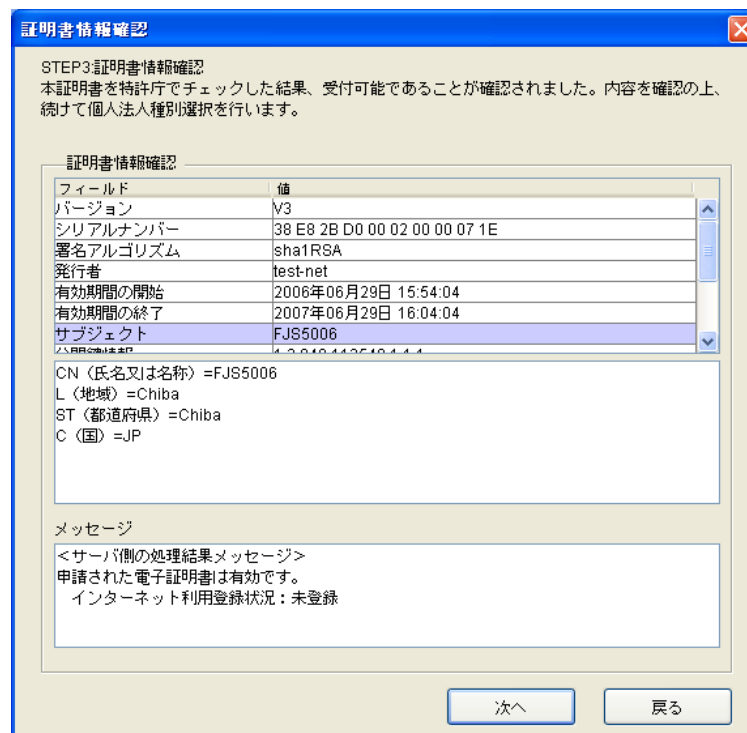 証明書情報確認
STEP3:証明書情報確認
本証明書を特許庁でチェックした結果、受付可能であることが確認されました。内容を確認の上、
続けて個人法人種別選択を行います。
証明書情報確認
フィールド 値
バージョン V3
シリアルナンバー 38 E8 2B D0 00 02 00 00 07 1E
署名アルゴリズム sha1RSA
発行者 test-net
有効期間の開始 2006年06月29日 15:54:04
有効期間の終了 2007年06月29日 16:04:04
サブジェクト FJS5006
CN（氏名又は名称）=FJS5006
L（地域）=Chiba
ST（都道府県）=Chiba
C（国）=JP
メッセージ
<サーバ側の処理結果メッセージ>
申請された電子証明書は有効です。
インターネット利用登録状況：未登録
次へ 戻る